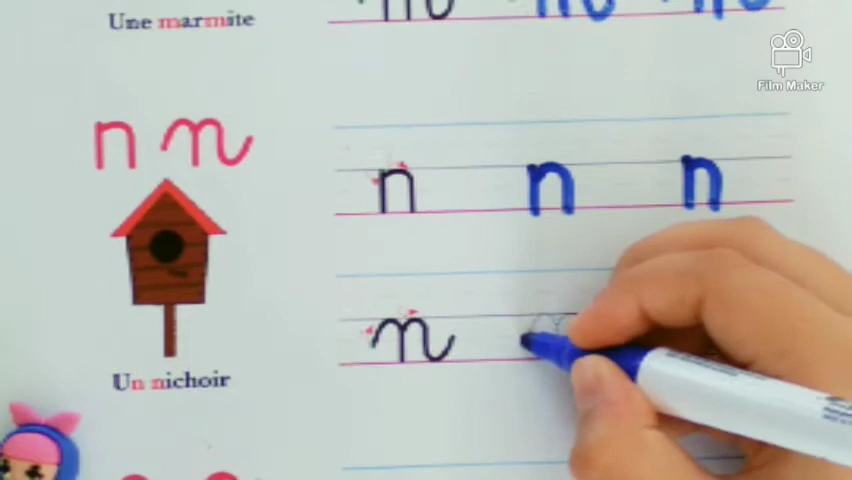 Une marmite
Film Maker
n n
n n n
n
Un nichoir